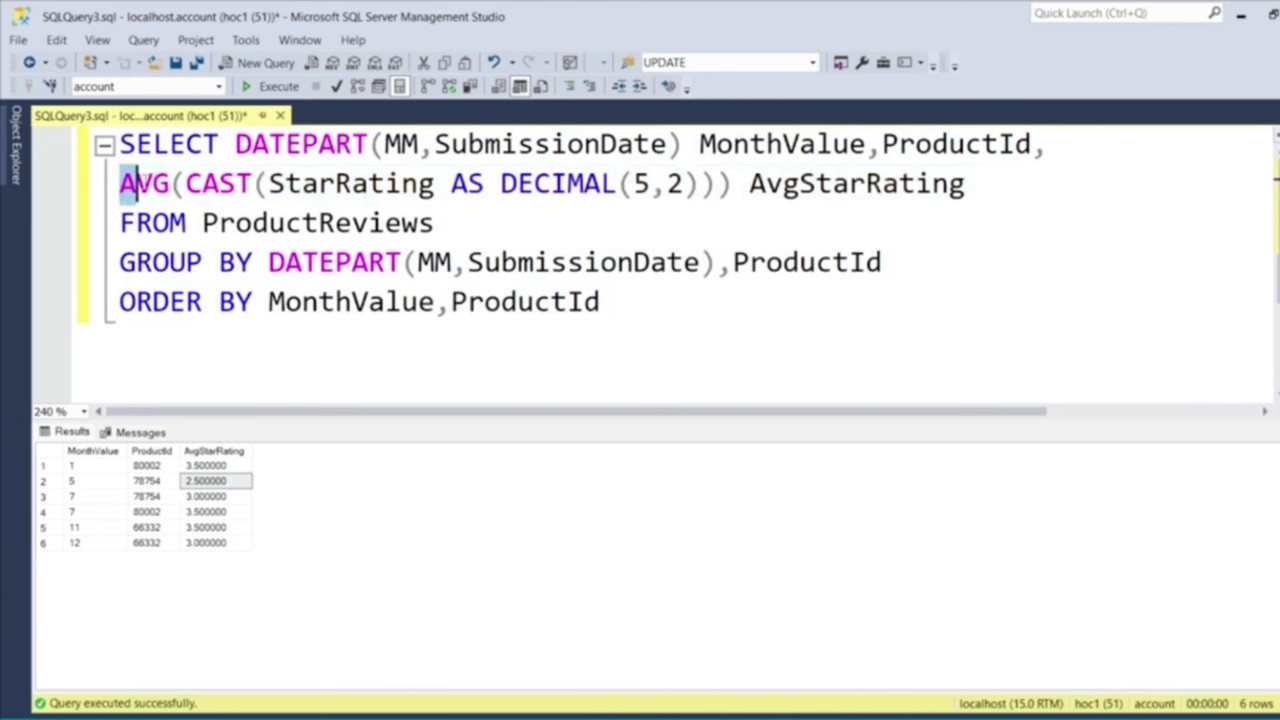 SQLQuery3.sql - localhost.account (hoc1 (51))* - Microsoft SQL Server Management Studio
Quick Launch (Ctrl+Q)
File Edit View Query Project Tools Window Help
New Query UPDATE
account Execute
SQLQuery3.sql - loc...account (hoc1 (51))*
Object Explorer
SELECT DATEPART(MM,SubmissionDate) MonthValue,ProductId,
AVG(CAST(StarRating AS DECIMAL(5,2))) AvgStarRating
FROM ProductReviews
GROUP BY DATEPART(MM,SubmissionDate),ProductId
ORDER BY MonthValue,ProductId
240 %
Results Messages
MonthValue ProductId AvgStarRating
1 1 80002 3.500000
2 5 78754 2.500000
3 7 78754 3.000000
4 7 80002 3.500000
5 11 66332 3.500000
6 12 66332 3.000000
Query executed successfully. localhost (15.0 RTM) hoc1 (51) account 00:00:00 6 rows